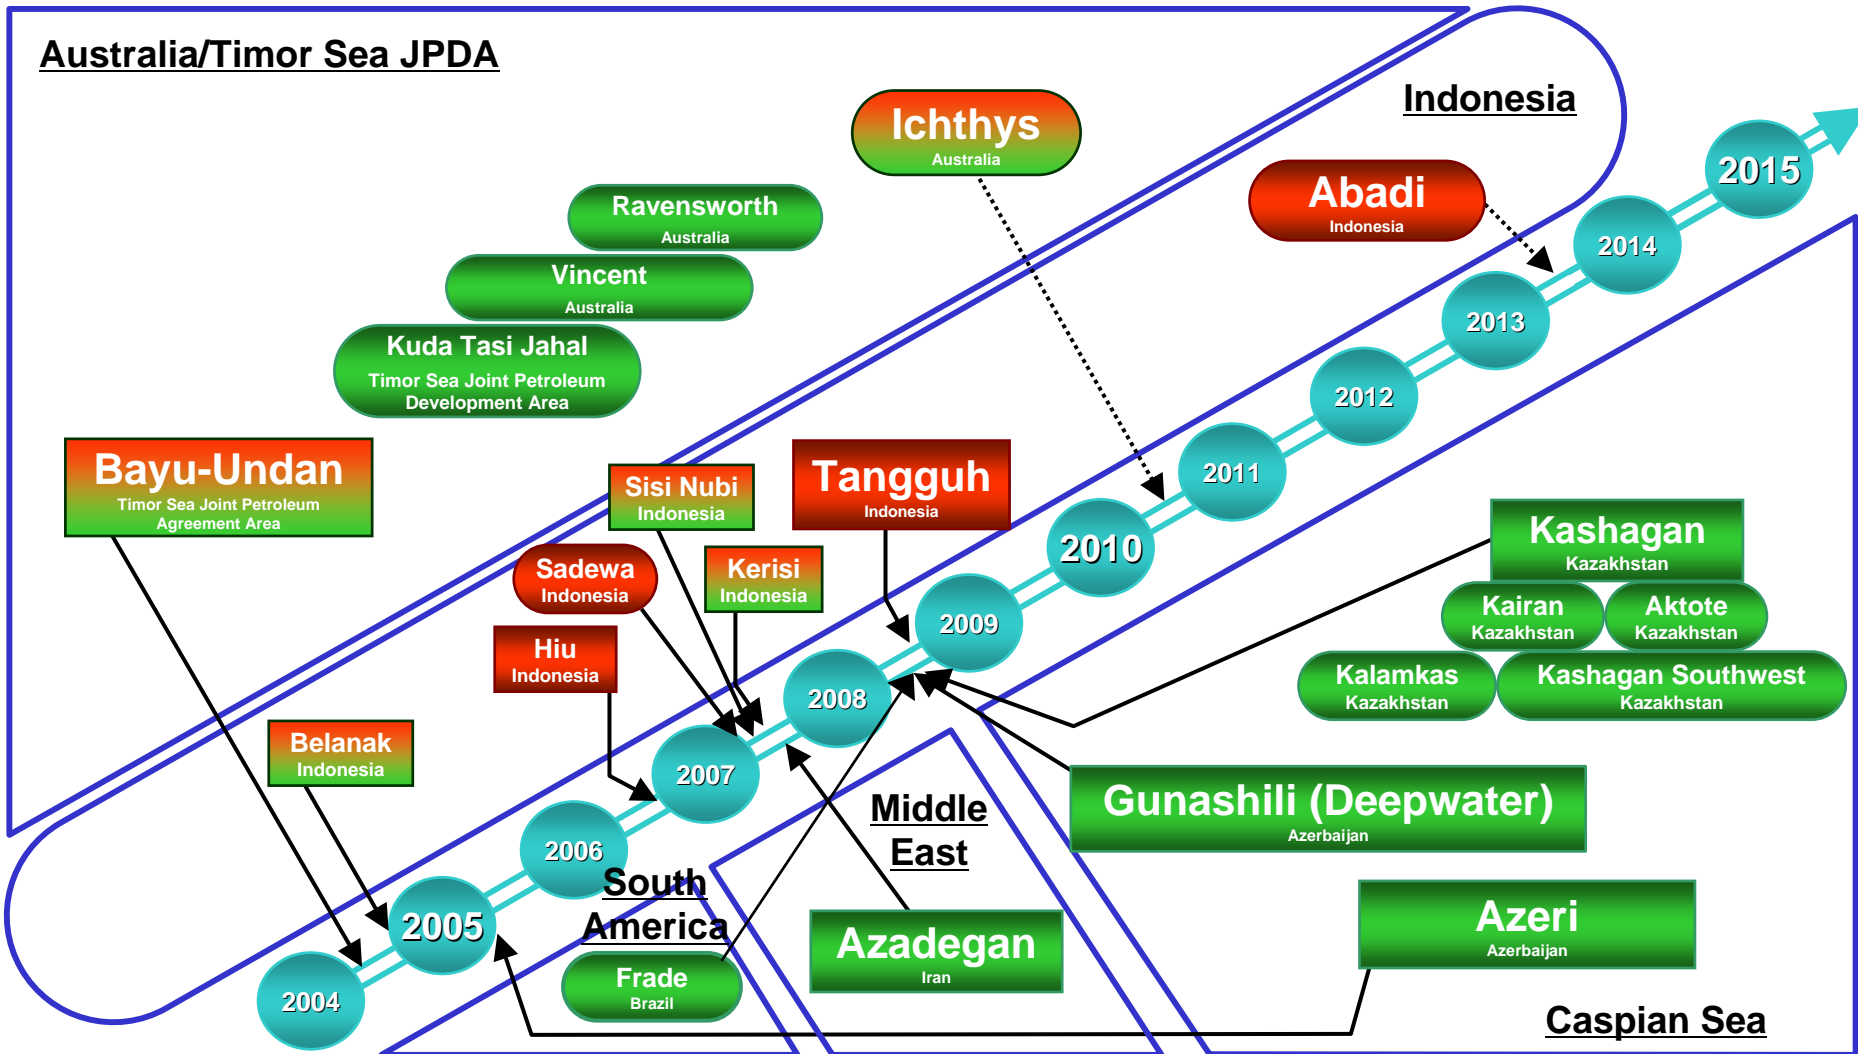 Australia/Timor Sea JPDA
Indonesia
Ichthys
Australia
Abadi
Indonesia
2015
Ravensworth
Australia
2014
Vincent
Australia
2013
Kuda Tasi Jahal
Timor Sea Joint Petroleum
Development Area
2012
Bayu-Undan
Timor Sea Joint Petroleum
Agreement Area
Sisi Nubi
Indonesia
Tangguh
Indonesia
2011
Kashagan
Kazakhstan
2010
Sadewa
Indonesia
Kerisi
Indonesia
Kairan
Kazakhstan
Aktote
Kazakhstan
2009
Hiu
Indonesia
Kalamkas
Kazakhstan
Kashagan Southwest
Kazakhstan
2008
Belanak
Indonesia
2007
Middle
East
Gunashili (Deepwater)
Azerbaijan
2006
South
America
2005
Azadegan
Iran
Azeri
Azerbaijan
Frade
Brazil
2004
Caspian Sea